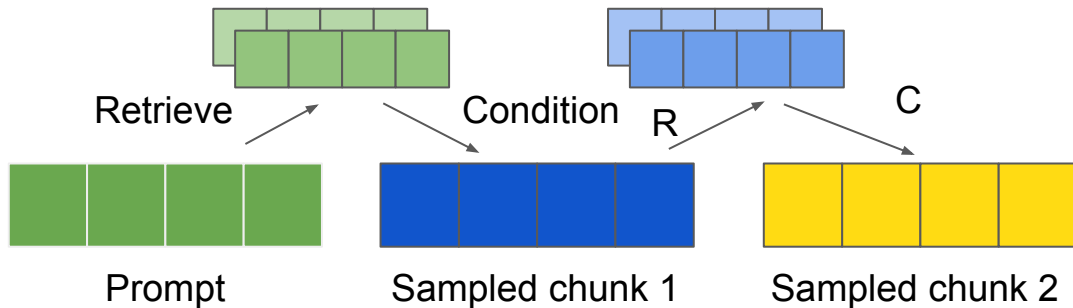 Retrieve
Condition
R
C
Prompt
Sampled chunk 1
Sampled chunk 2